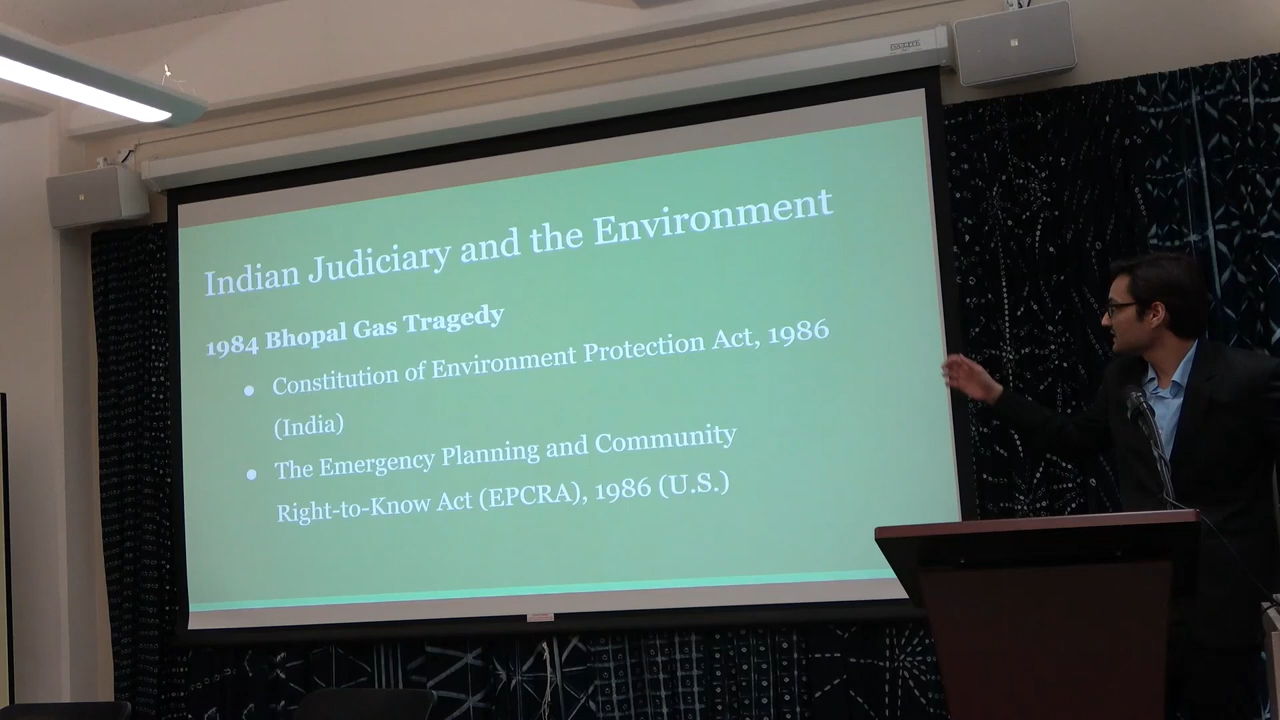 Indian Judiciary and the Environment
1984 Bhopal Gas Tragedy
● Constitution of Environment Protection Act, 1986
(India)
● The Emergency Planning and Community
Right-to-Know Act (EPCRA), 1986 (U.S.)